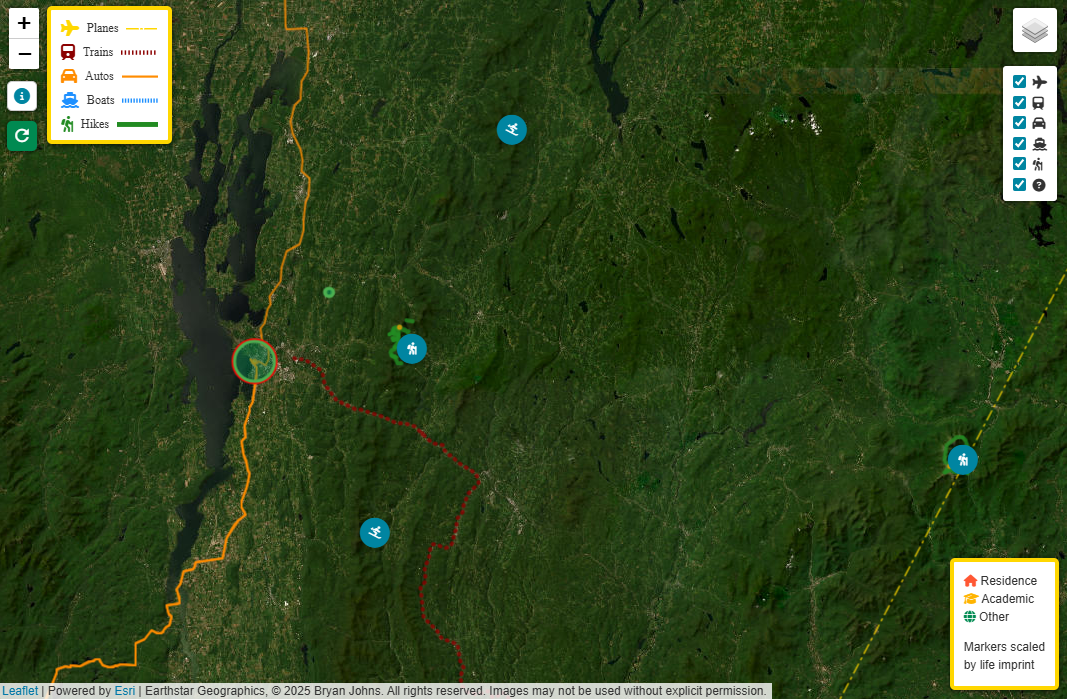 +
−
Planes
Trains
Autos
Boats
Hikes
Residence
Academic
Other
Markers scaled
by life imprint
Leaflet | Powered by Esri | Earthstar Geographics, © 2025 Bryan Johns. All rights reserved. Images may not be used without explicit permission.